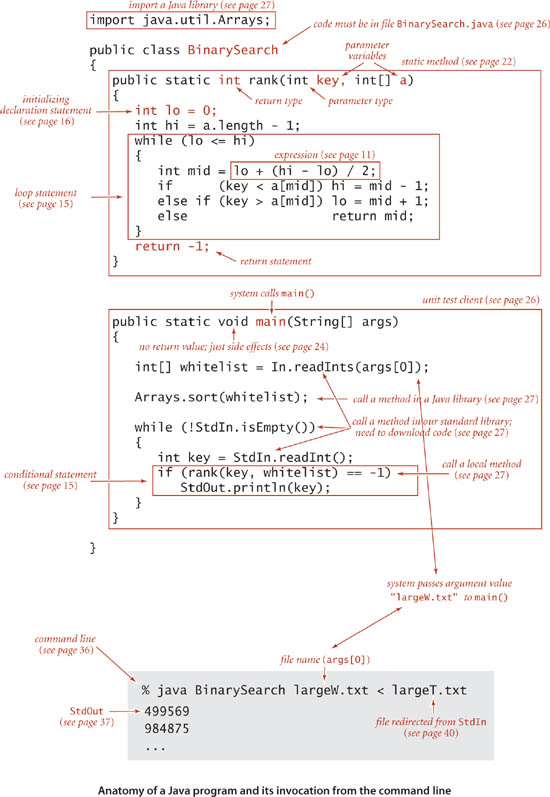 import a Java library (see page 27)
import java.util.Arrays;
code must be in file BinarySearch.java (see page 26)
public class BinarySearch
{
parameter
variables
static method (see page 22)
public static int rank(int key, int[] a)
{
return type
parameter type
initializing
declaration statement
(see page 16)
int lo = 0;
int hi = a.length - 1;
while (lo <= hi)
{
expression (see page 11)
int mid = lo + (hi - lo) / 2;
if (key < a[mid]) hi = mid - 1;
else if (key > a[mid]) lo = mid + 1;
else return mid;
}
loop statement
(see page 15)
return -1;
}
return statement
system calls main()
unit test client (see page 26)
public static void main(String[] args)
{
no return value; just side effects (see page 24)
int[] whitelist = In.readInts(args[0]);
Arrays.sort(whitelist);
call a method in a Java library (see page 27)
while (!StdIn.isEmpty())
call a method in our standard library;
need to download code (see page 27)
{
int key = StdIn.readInt();
if (rank(key, whitelist) == -1)
StdOut.println(key);
conditional statement
(see page 15)
call a local method
(see page 27)
}
}
}
system passes argument value
"largeW.txt" to main()
command line
(see page 36)
file name (args[0])
% java BinarySearch largeW.txt < largeT.txt
StdOut
(see page 37)
499569
984875
...
file redirected from StdIn
(see page 40)
Anatomy of a Java program and its invocation from the command line